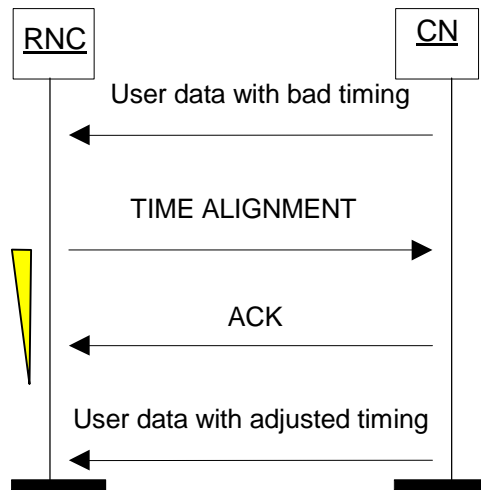 RNC
CN
User data with bad timing
TIME ALIGNMENT
ACK
User data with adjusted timing